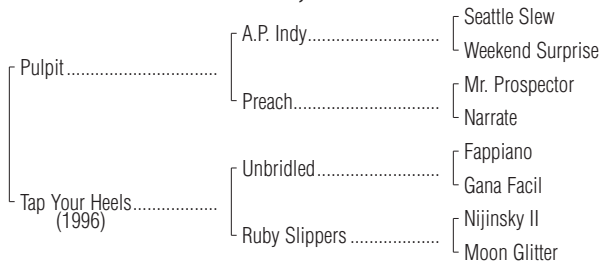 Seattle Slew
A.P. Indy
Weekend Surprise
Pulpit
Mr. Prospector
Preach
Narrate
Fappiano
Unbridled
Gana Facil
Tap Your Heels
(1996)
Nijinsky II
Ruby Slippers
Moon Glitter